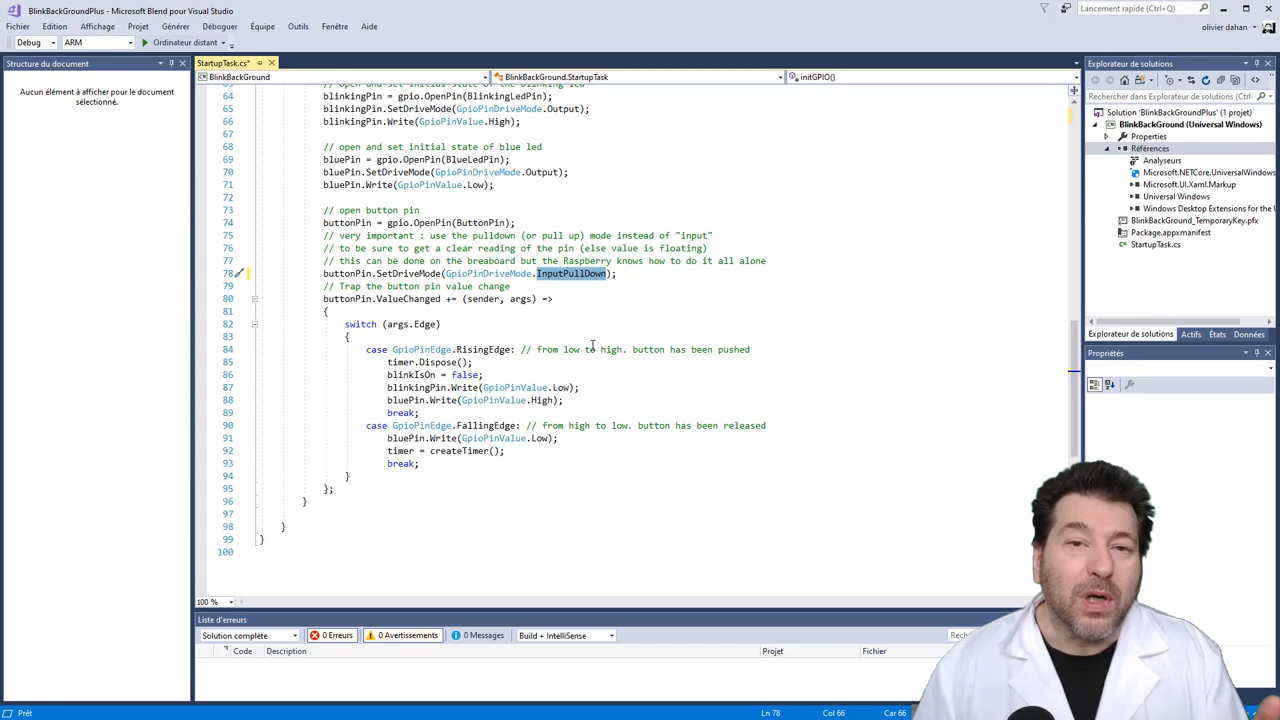 BlinkBackGroundPlus - Microsoft Blend pour Visual Studio
Lancement rapide (Ctrl+Q)
Fichier Edition Affichage Projet Générer Déboguer Équipe Outils Fenêtre Aide
olivier dahan
Debug ARM Ordinateur distant
Structure du document
Aucun élément à afficher pour le document
sélectionné.
StartupTask.cs*
BlinkBackGround BlinkBackGround.StartupTask initGPIO()
64 blinkingPin = gpio.OpenPin(BlinkingLedPin);
65 blinkingPin.SetDriveMode(GpioPinDriveMode.Output);
66 blinkingPin.Write(GpioPinValue.High);
67
68 // open and set initial state of blue led
69 bluePin = gpio.OpenPin(BlueLedPin);
70 bluePin.SetDriveMode(GpioPinDriveMode.Output);
71 bluePin.Write(GpioPinValue.Low);
72
73 // open button pin
74 buttonPin = gpio.OpenPin(ButtonPin);
75 // very important : use the pulldown (or pull up) mode instead of "input"
76 // to be sure to get a clear reading of the pin (else value is floating)
77 // this can be done on the breaboard but the Raspberry knows how to do it all alone
78 buttonPin.SetDriveMode(GpioPinDriveMode.InputPullDown);
79 // Trap the button pin value change
80 buttonPin.ValueChanged += (sender, args) =>
81 {
82 switch (args.Edge)
83 {
84 case GpioPinEdge.RisingEdge: // from low to high. button has been pushed
85 timer.Dispose();
86 blinkIsOn = false;
87 blinkingPin.Write(GpioPinValue.Low);
88 bluePin.Write(GpioPinValue.High);
89 break;
90 case GpioPinEdge.FallingEdge: // from high to low. button has been released
91 bluePin.Write(GpioPinValue.Low);
92 timer = createTimer();
93 break;
94 }
95 };
96 }
97
98 }
99 }
100
100 %
Liste d'erreurs
Solution complète 0 Erreurs 0 Avertissements 0 Messages Build + IntelliSense
Code Description Projet Fichier
Prêt Ln 78 Col 66 Car 66
Explorateur de solutions
Rechercher dans Explorateur de solutions (Ctrl+
Solution 'BlinkBackGroundPlus' (1 projet)
BlinkBackGround (Universal Windows)
Properties
Références
Analyseurs
Microsoft.NETCore.UniversalWindows
Microsoft.UI.Xaml.Markup
Universal Windows
Windows Desktop Extensions for the
BlinkBackGround_TemporaryKey.pfx
Package.appxmanifest
StartupTask.cs
Explorateur de solutions Actifs États Données
Propriétés